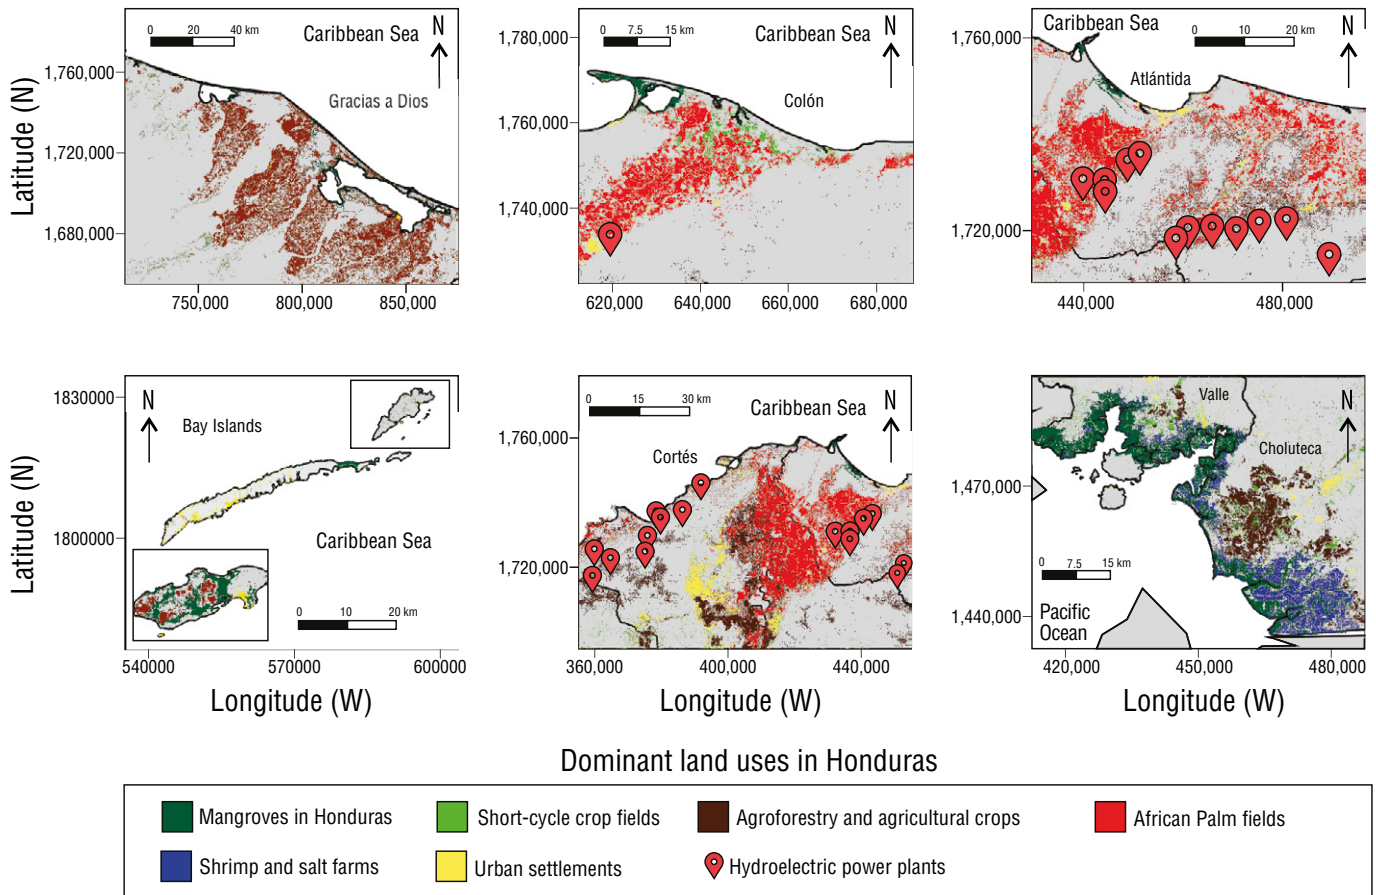 Latitude (N)
0 20 40 km
Caribbean Sea
N
Gracias a Dios
1,760,000
1,720,000
1,680,000
750,000 800,000 850,000
0 7.5 15 km
Caribbean Sea
N
Colón
1,780,000
1,760,000
1,740,000
620,000 640,000 660,000 680,000
Caribbean Sea
N
0 10 20 km
Atlántida
1,760,000
1,720,000
440,000 480,000
Latitude (N)
1830000
1800000
N
Bay Islands
Caribbean Sea
0 10 20 km
540000 570000 600000
Longitude (W)
0 15 30 km
Caribbean Sea
N
Cortés
1,760,000
1,720,000
360,000 400,000 440,000
Longitude (W)
Valle
N
Choluteca
1,470,000
0 7.5 15 km
1,440,000
Pacific
Ocean
420,000 450,000 480,000
Longitude (W)
Dominant land uses in Honduras
Mangroves in Honduras Short-cycle crop fields Agroforestry and agricultural crops African Palm fields
Shrimp and salt farms Urban settlements Hydroelectric power plants